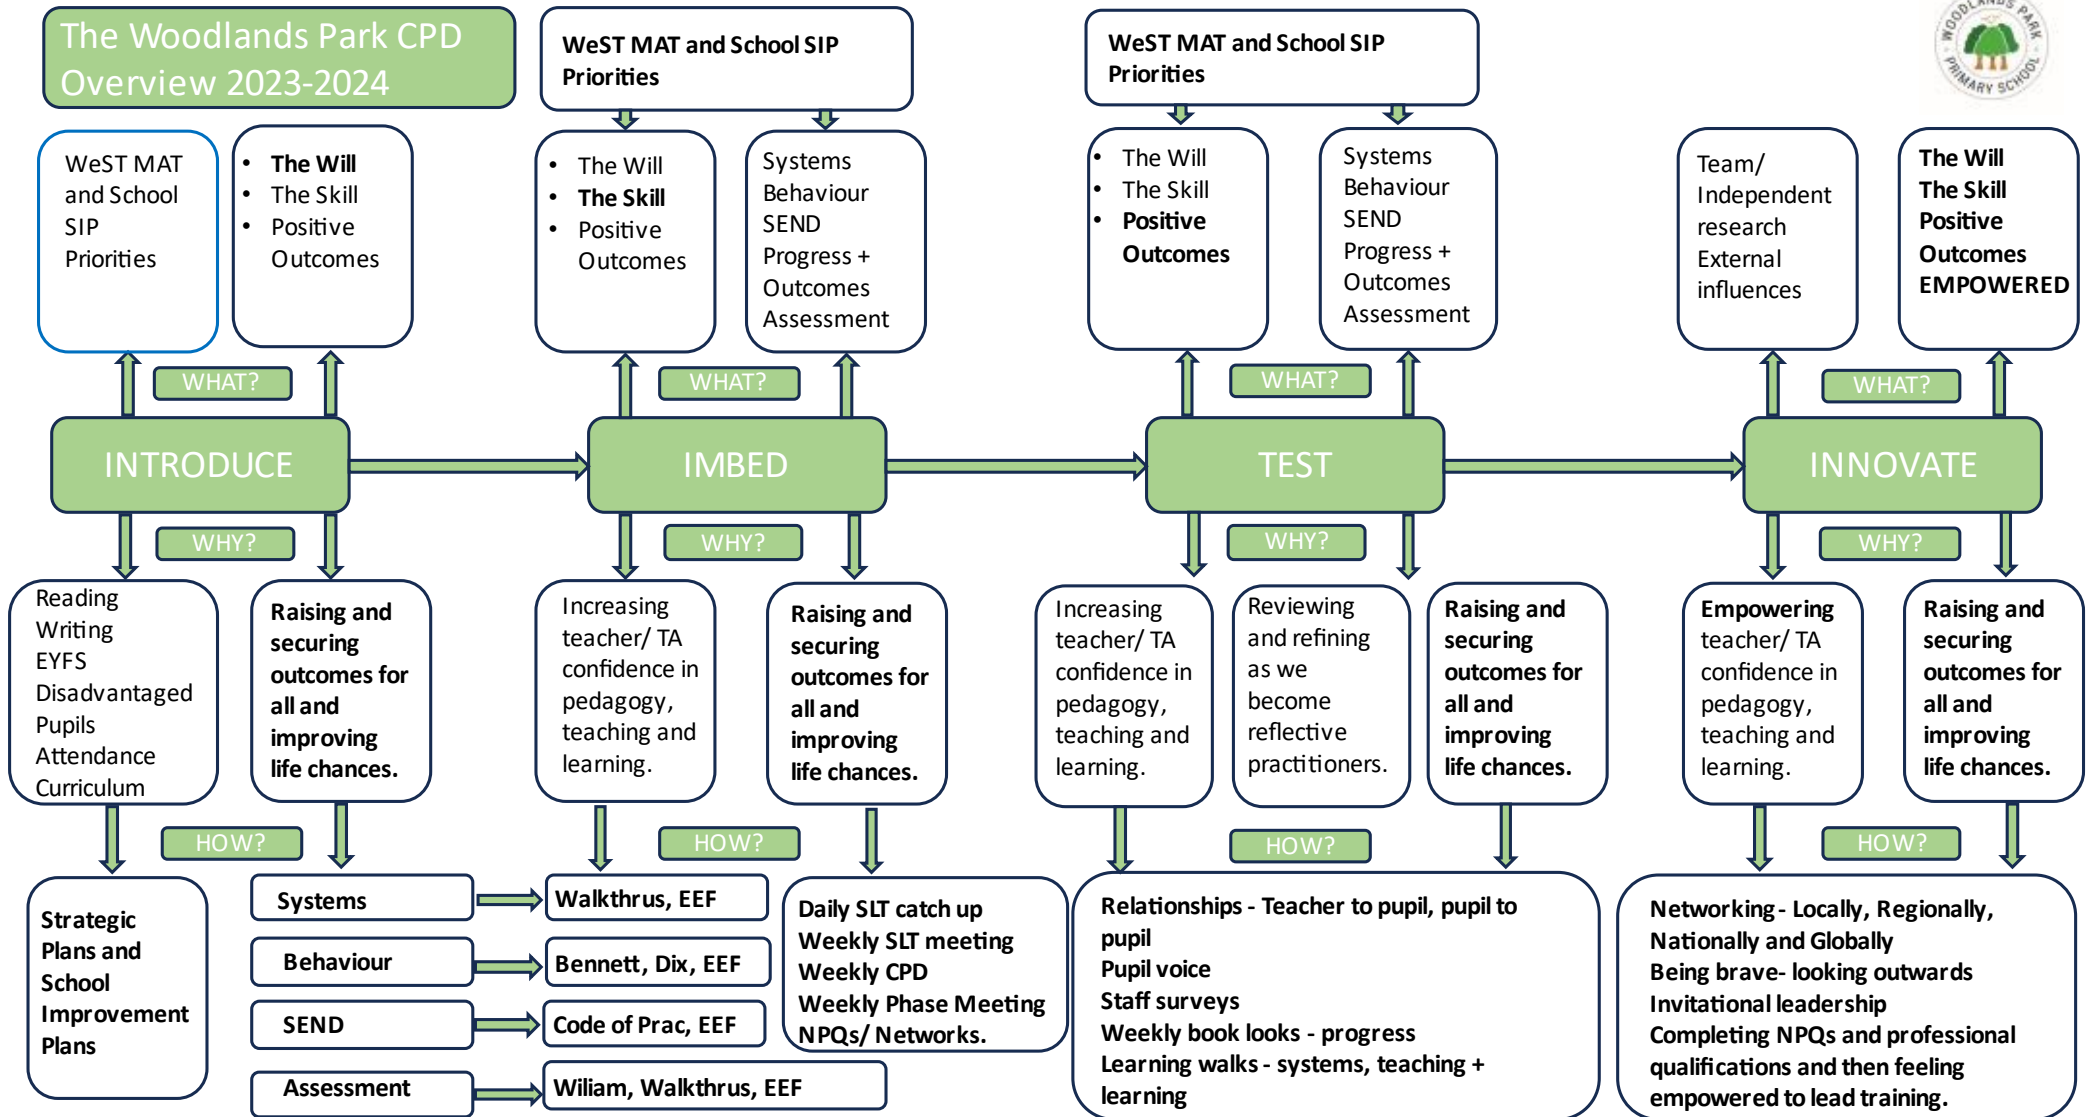 The Woodlands Park CPD
Overview 2023-2024
WeST MAT and School SIP
Priorities
WeST MAT and School SIP
Priorities
WOODLANDS PARK
PRIMARY SCHOOL
WeST MAT
and School
SIP
Priorities
• The Will
• The Skill
• Positive
Outcomes
• The Will
• The Skill
• Positive
Outcomes
Systems
Behaviour
SEND
Progress +
Outcomes
Assessment
• The Will
• The Skill
• Positive
Outcomes
Systems
Behaviour
SEND
Progress +
Outcomes
Assessment
Team/
Independent
research
External
influences
The Will
The Skill
Positive
Outcomes
EMPOWERED
WHAT?
WHAT?
WHAT?
WHAT?
INTRODUCE
IMBED
TEST
INNOVATE
WHY?
WHY?
WHY?
WHY?
Reading
Writing
EYFS
Disadvantaged
Pupils
Attendance
Curriculum
Raising and
securing
outcomes for
all and
improving
life chances.
Increasing
teacher/ TA
confidence in
pedagogy,
teaching and
learning.
Raising and
securing
outcomes for
all and
improving
life chances.
Increasing
teacher/ TA
confidence in
pedagogy,
teaching and
learning.
Reviewing
and refining
as we
become
reflective
practitioners.
Raising and
securing
outcomes for
all and
improving
life chances.
Empowering
teacher/ TA
confidence in
pedagogy,
teaching and
learning.
Raising and
securing
outcomes for
all and
improving
life chances.
HOW?
HOW?
HOW?
HOW?
Strategic
Plans and
School
Improvement
Plans
Systems
Walkthrus, EEF
Behaviour
Bennett, Dix, EEF
SEND
Code of Prac, EEF
Assessment
Wiliam, Walkthrus, EEF
Daily SLT catch up
Weekly SLT meeting
Weekly CPD
Weekly Phase Meeting
NPQs/ Networks.
Relationships - Teacher to pupil, pupil to
pupil
Pupil voice
Staff surveys
Weekly book looks - progress
Learning walks - systems, teaching +
learning
Networking- Locally, Regionally,
Nationally and Globally
Being brave- looking outwards
Invitational leadership
Completing NPQs and professional
qualifications and then feeling
empowered to lead training.